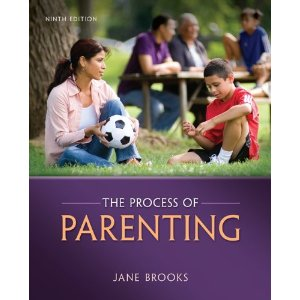 NINTH EDITION
THE PROCESS OF
PARENTING
JANE BROOKS